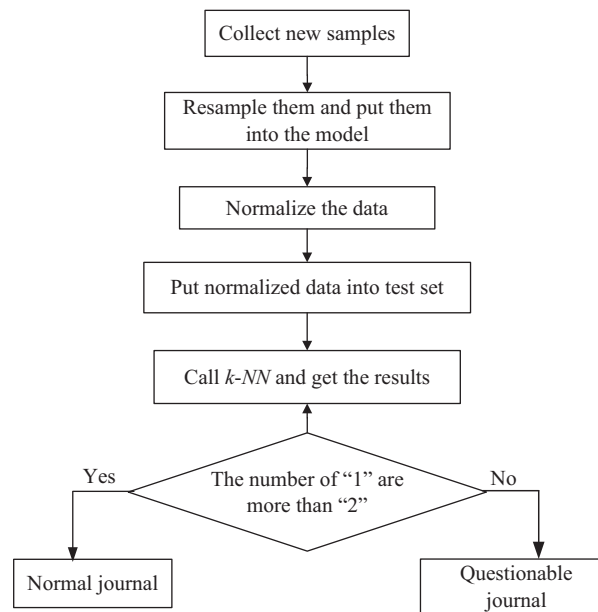 Collect new samples
Resample them and put them
into the model
Normalize the data
Put normalized data into test set
Call k-NN and get the results
Yes
The number of “1” are
more than “2”
No
Normal journal
Questionable
journal